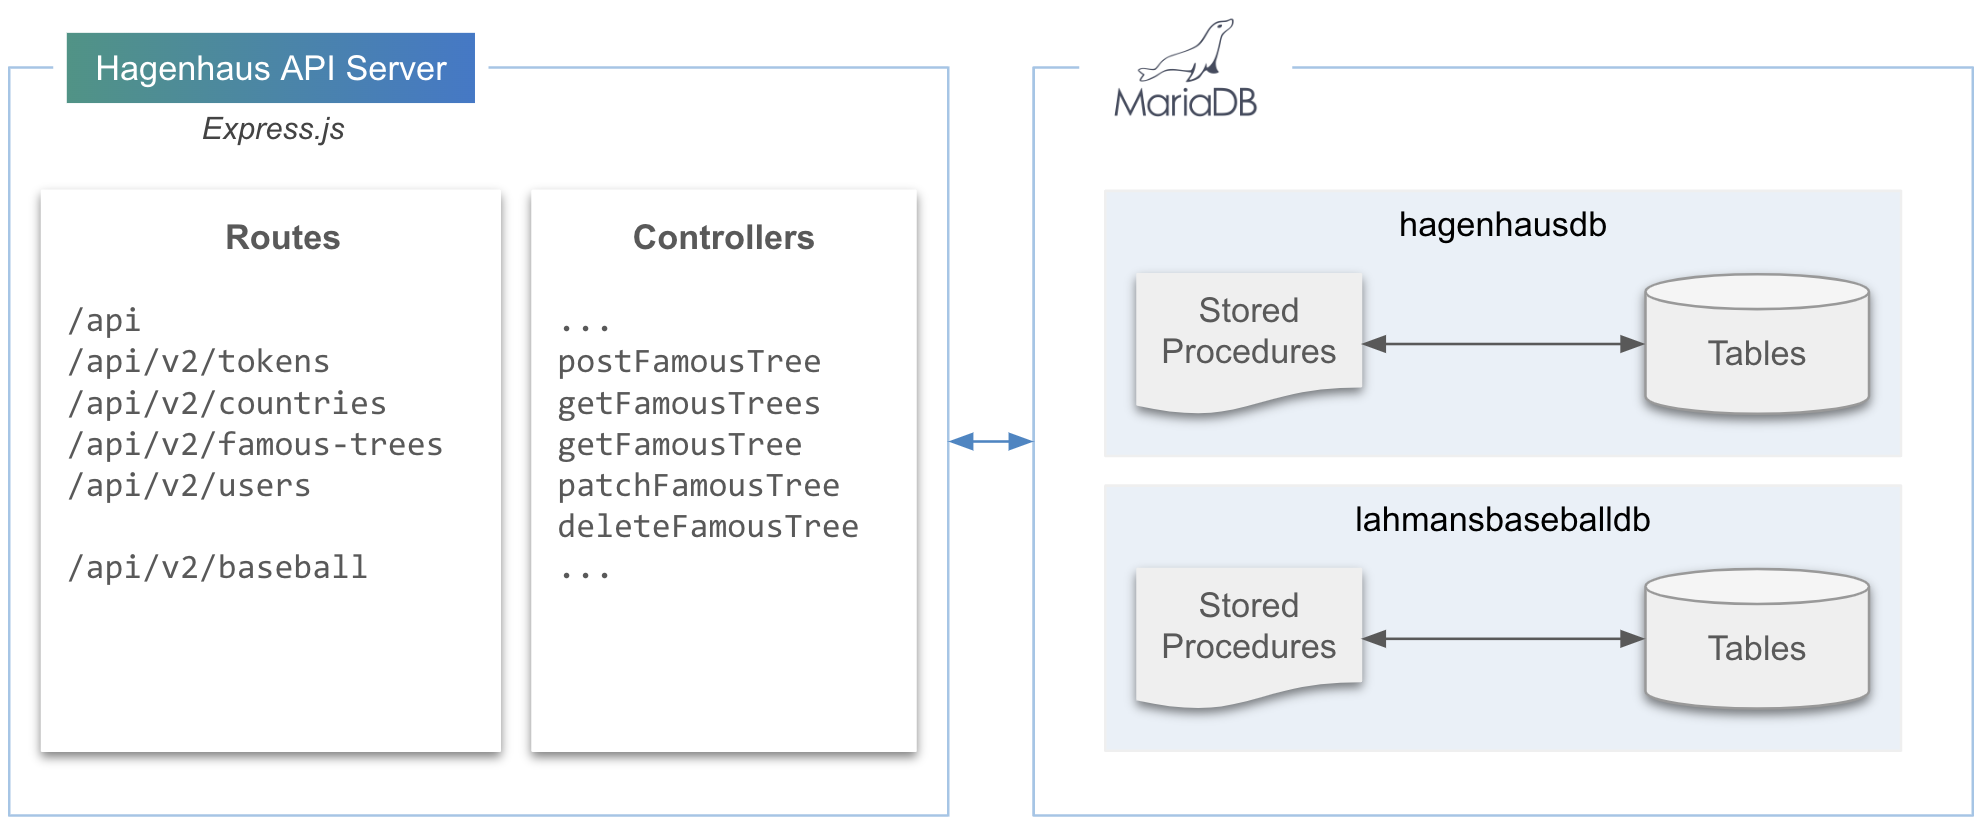 Hagenhaus API Server
Express.js
Routes
/api
/api/v2/tokens
/api/v2/countries
/api/v2/famous-trees
/api/v2/users
/api/v2/baseball
Controllers
...
postFamousTree
getFamousTrees
getFamousTree
patchFamousTree
deleteFamousTree
...
MariaDB
hagenhausdb
Stored
Procedures
Tables
lahmansbaseballdb
Stored
Procedures
Tables